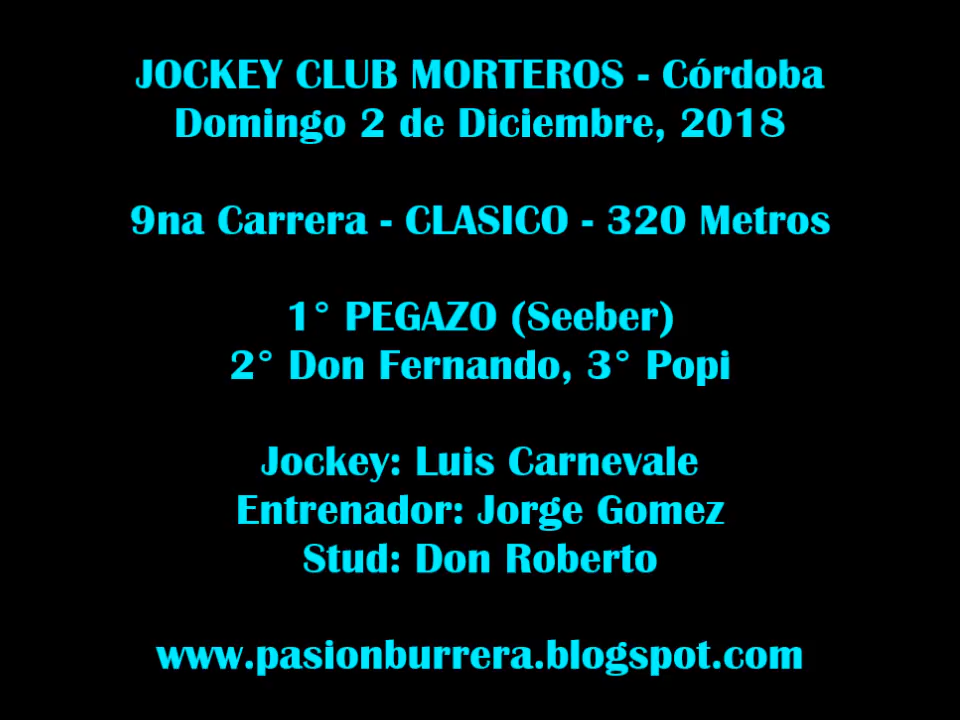 JOCKEY CLUB MORTEROS - Córdoba
Domingo 2 de Diciembre, 2018
9na Carrera - CLASICO - 320 Metros
1° PEGAZO (Seeber)
2° Don Fernando, 3° Popi
Jockey: Luis Carnevale
Entrenador: Jorge Gomez
Stud: Don Roberto
www.pasionburrera.blogspot.com